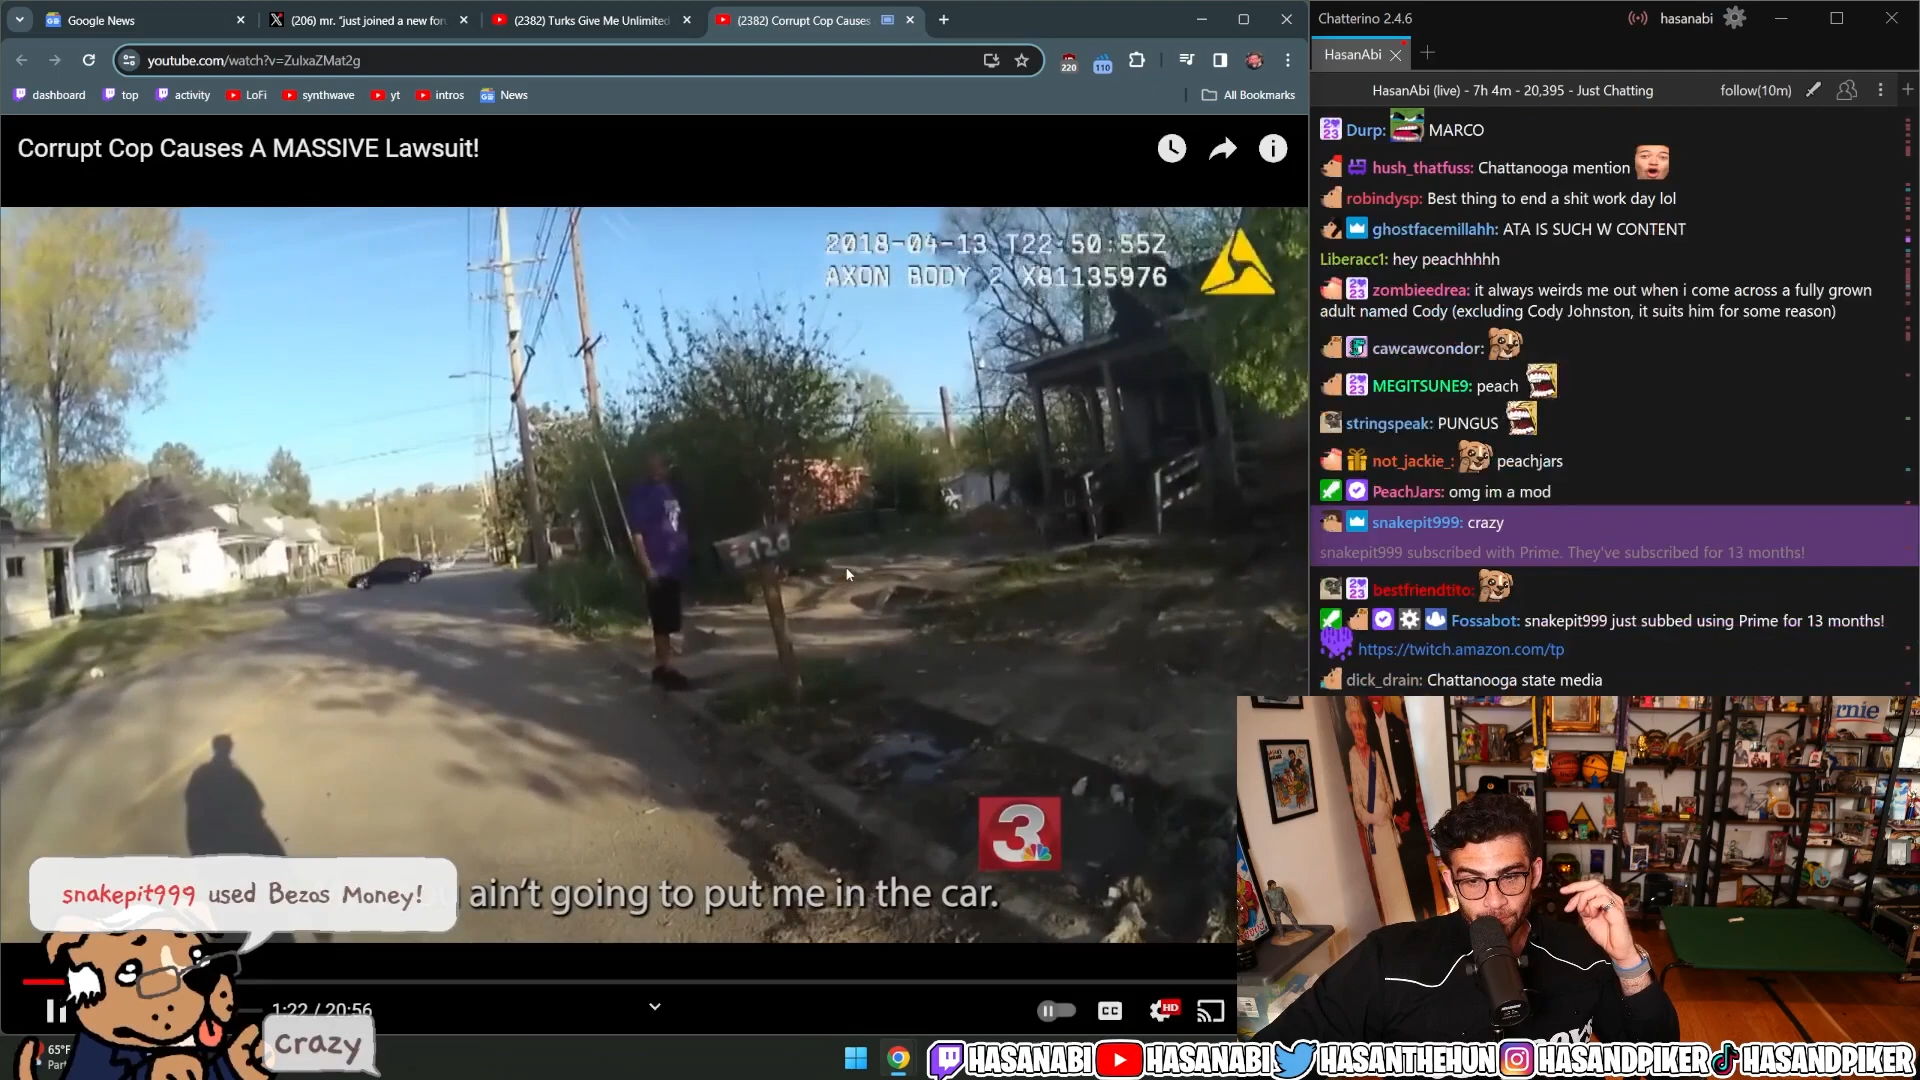 Google News
(206) mr. "just joined a new for
(2382) Turks Give Me Unlimited
(2382) Corrupt Cop Causes
youtube.com/watch?v=ZulxaZMat2g
220
110
dashboard
top
activity
LoFi
synthwave
yt
intros
News
All Bookmarks
Corrupt Cop Causes A MASSIVE Lawsuit!
2018-04-13 T22:50:55Z
AXON BODY 2 X81135976
3
ain't going to put me in the car.
snakepit999 used Bezos Money!
crazy
1:22 / 20:56
CC
HD
65°F
Chatterino 2.4.6
hasanabi
HasanAbi
HasanAbi (live) - 7h 4m - 20,395 - Just Chatting
follow(10m)
Durp: MARCO
hush_thatfuss: Chattanooga mention
robindysp: Best thing to end a shit work day lol
ghostfacemillahh: ATA IS SUCH W CONTENT
Liberacc1: hey peachhhhh
zombieedrea: it always weirds me out when i come across a fully grown
adult named Cody (excluding Cody Johnston, it suits him for some reason)
cawcawcondor:
MEGITSUNE9: peach
stringspeak: PUNGUS
not_jackie_: peachjars
PeachJars: omg im a mod
snakepit999: crazy
snakepit999 subscribed with Prime. They've subscribed for 13 months!
bestfriendtito:
Fossabot: snakepit999 just subbed using Prime for 13 months!
https://twitch.amazon.com/tp
dick_drain: Chattanooga state media
HASANABI
HASANABI
HASANTHEHUN
HASANDPIKER
HASANDPIKER